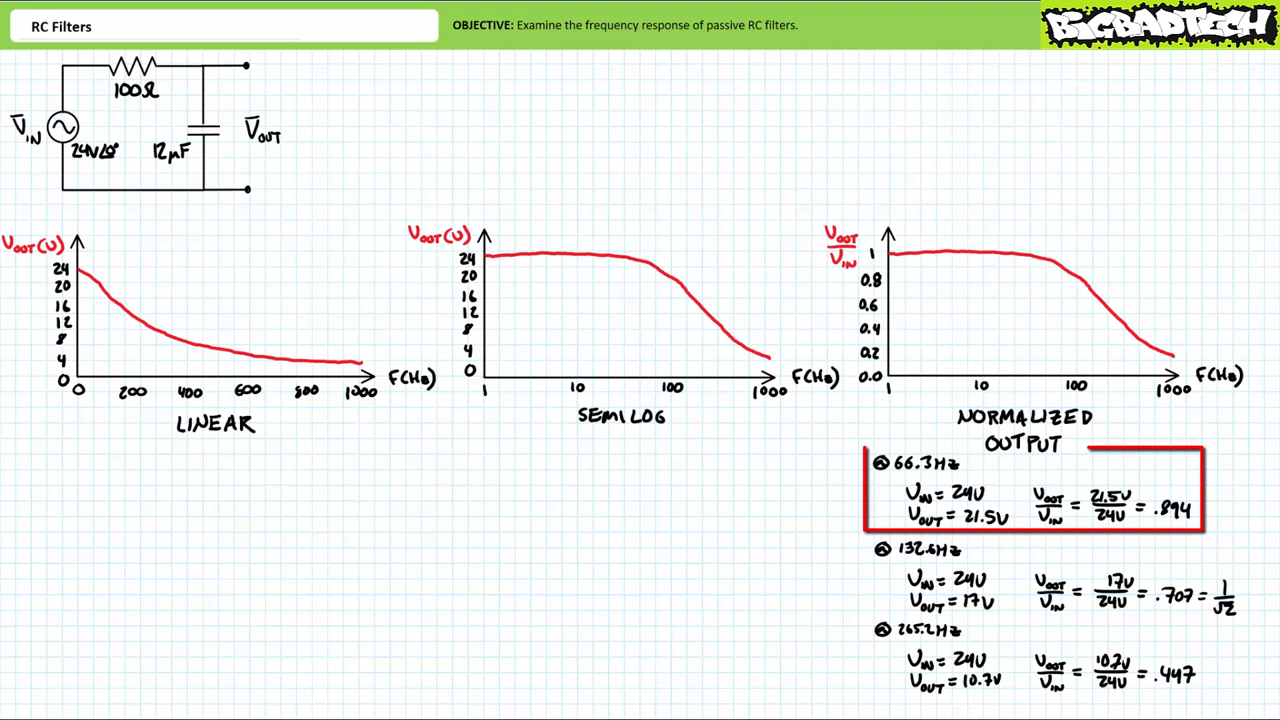 RC Filters
OBJECTIVE: Examine the frequency response of passive RC filters.
BIGBADTECH
100Ω
V̅IN
24V∠0°
12μF
V̅OUT
VOUT(V)
24
20
16
12
8
4
0
0 200 400 600 800 1000
F(Hz)
LINEAR
VOUT(V)
24
20
16
12
8
4
0
1 10 100 1000
F(Hz)
SEMILOG
VOUT
VIN
1
0.8
0.6
0.4
0.2
0.0
1 10 100 1000
F(Hz)
NORMALIZED
OUTPUT
@ 66.3Hz
VIN = 24V
VOUT = 21.5V
VOUT/VIN = 21.5V/24V = .894
@ 132.6Hz
VIN = 24V
VOUT = 17V
VOUT/VIN = 17V/24V = .707 = 1/√2
@ 265.2Hz
VIN = 24V
VOUT = 10.7V
VOUT/VIN = 10.7V/24V = .447